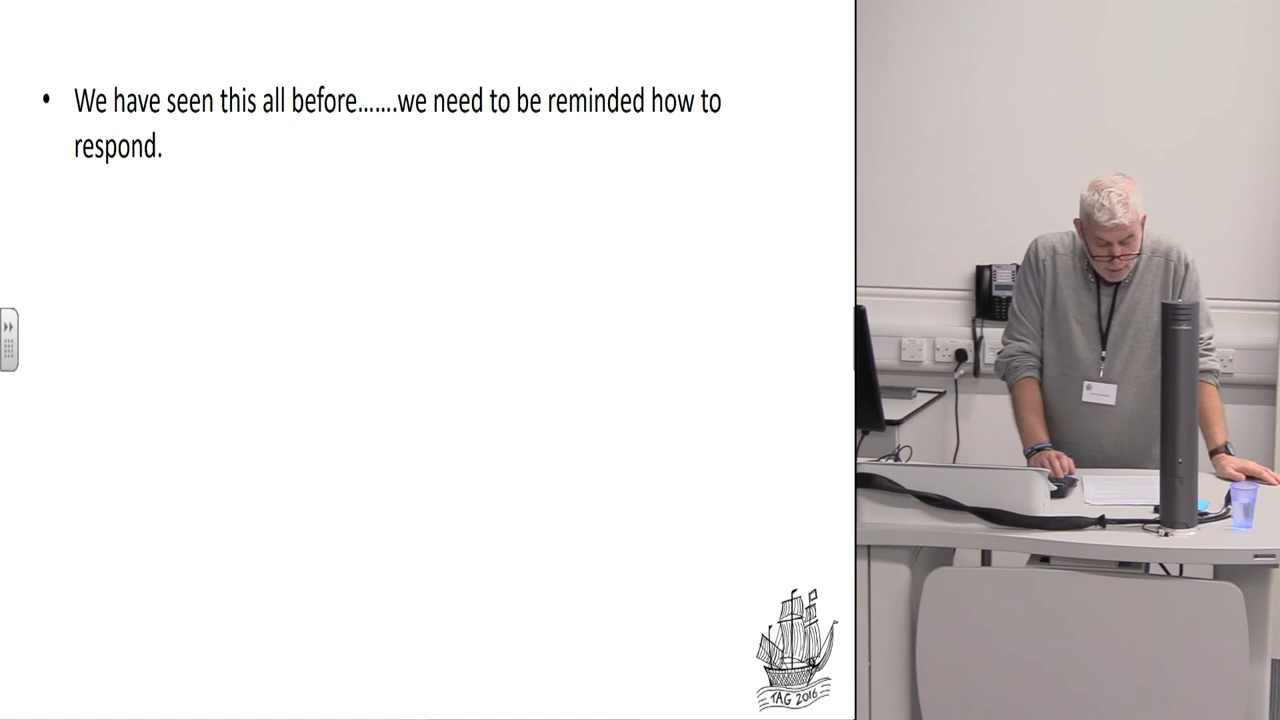 • We have seen this all before.......we need to be reminded how to
respond.
TAG 2016